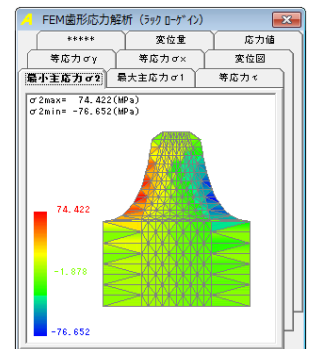 FEM歯形応力解析 (ﾗｯｸ ﾛｰｹﾞｲﾝ)
***** 変位量 応力値
等応力σy 等応力σx 変位図
最小主応力σ2 最大主応力σ1 等応力τ
σ2max= 74.422(MPa)
σ2min= -76.652(MPa)
74.422
-1.878
-76.652